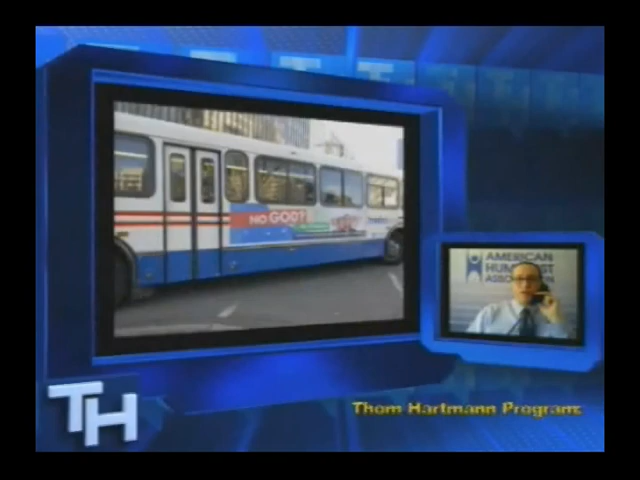 NO GOD?
AMERICAN
HUMANIST
ASSOCIATION
TH
Thom Hartmann Program